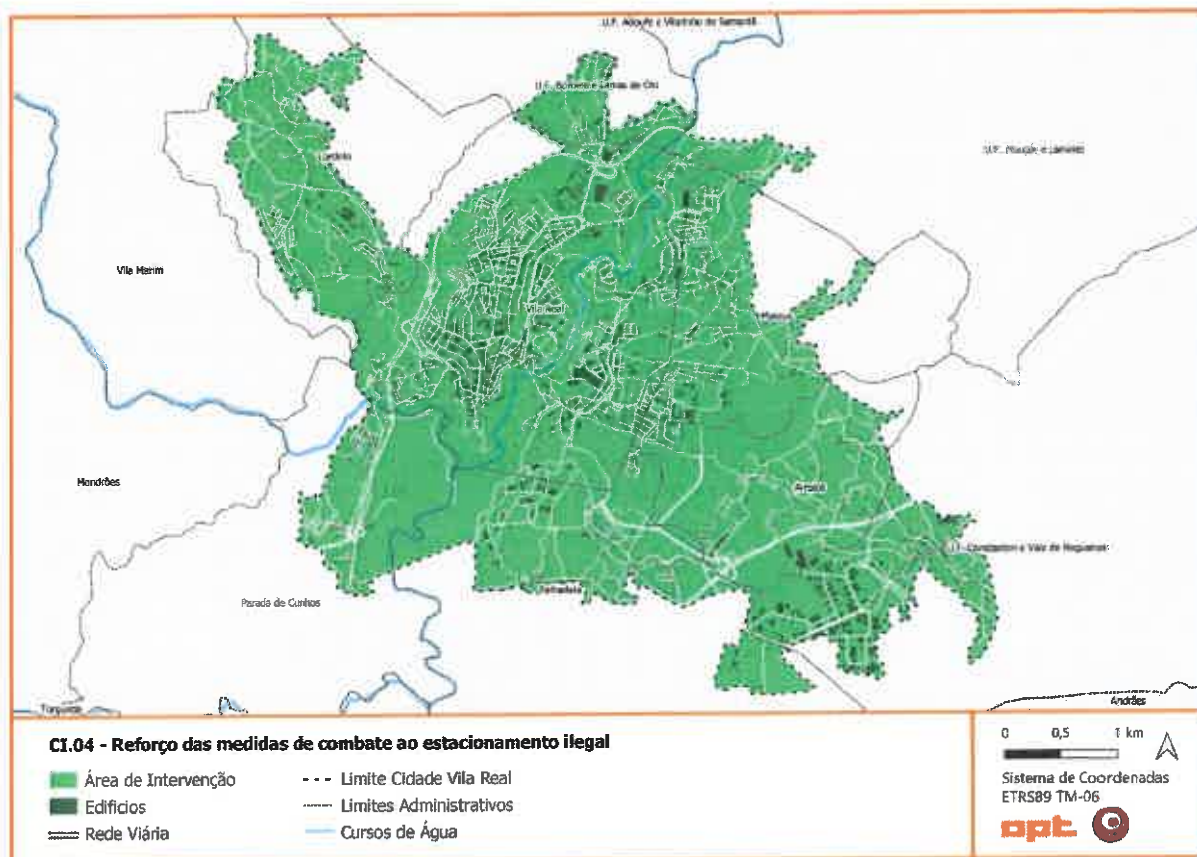 U.F. Adoufe e Vilarinho de Samardã
U.F. Borbela e Lamas de Olo
U.F. Mouçós e Lamares
Lordelo
Vila Marim
Vila Real
Mateus
Mondrões
Arroios
U.F. Constantim e Vale de Nogueiras
Parada de Cunhos
Andrães
CI.04 - Reforço das medidas de combate ao estacionamento ilegal
Área de Intervenção
Edifícios
Rede Viária
Limite Cidade Vila Real
Limites Administrativos
Cursos de Água
0 0,5 1 km
Sistema de Coordenadas
ETRS89 TM-06
opt